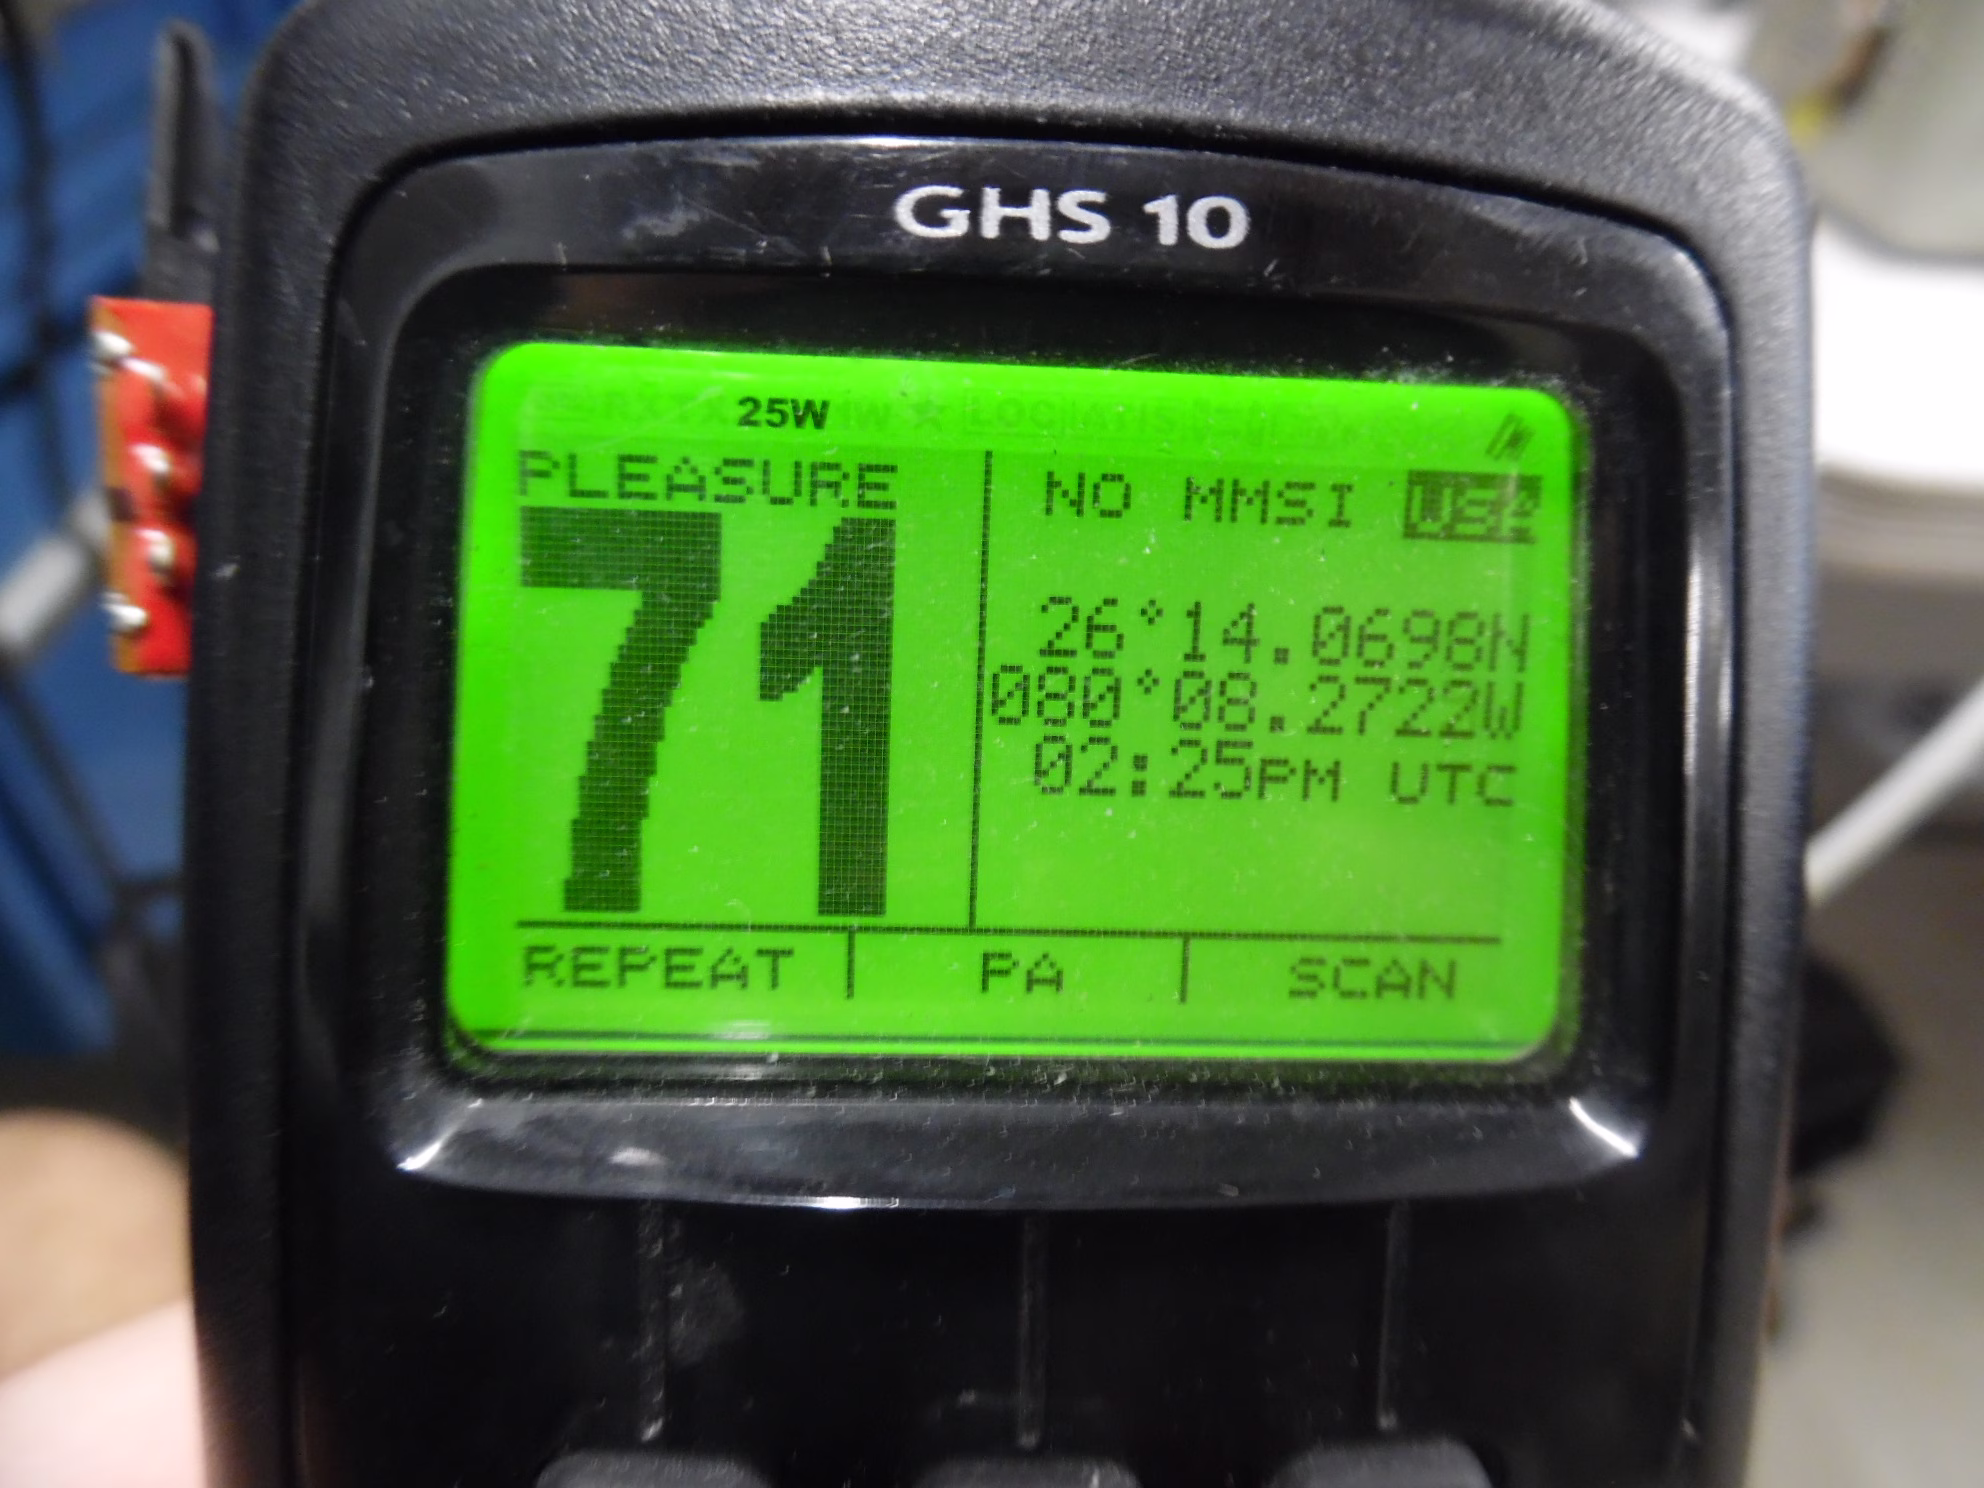 GHS 10
25W
PLEASURE
71
NO MMSI USA
26°14.0698N
080°08.2722W
02:25PM UTC
REPEAT PA SCAN